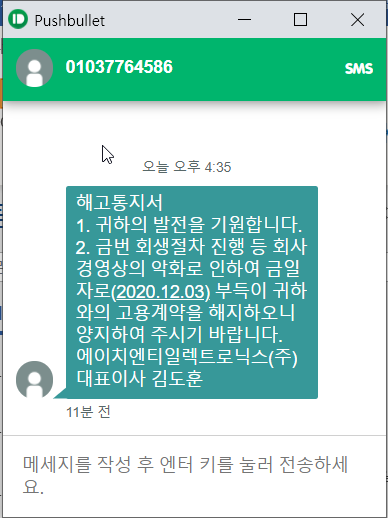 Pushbullet
01037764586
SMS
오늘 오후 4:35
해고통지서
1. 귀하의 발전을 기원합니다.
2. 금번 회생절차 진행 등 회사
경영상의 악화로 인하여 금일
자로(2020.12.03) 부득이 귀하
와의 고용계약을 해지하오니
양지하여 주시기 바랍니다.
에이치엔티일렉트로닉스(주)
대표이사 김도훈
11분 전
메세지를 작성 후 엔터 키를 눌러 전송하세
요.